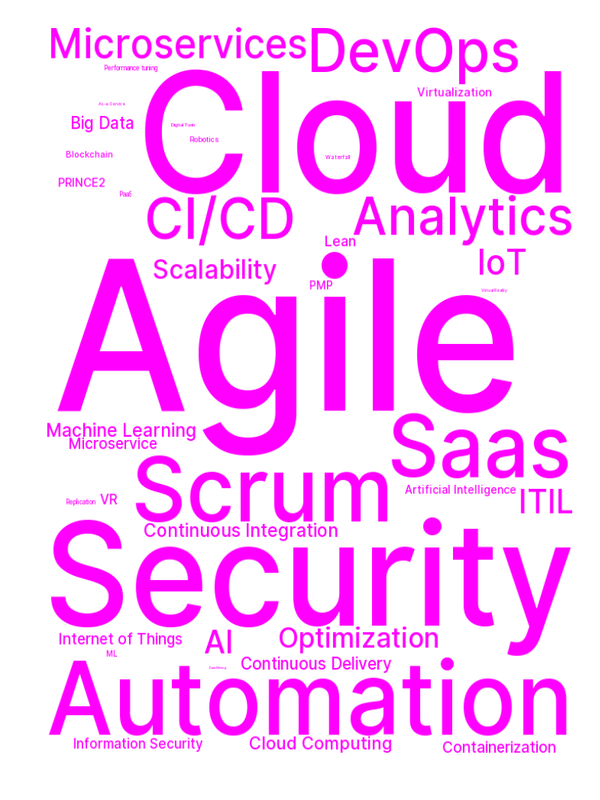 Microservices
DevOps
Performance tuning
Cloud
Virtualization
As-a-Service
Big Data
Digital Twin
Robotics
Blockchain
Waterfall
PRINCE2
PaaS
CI/CD
Analytics
Lean
IoT
Scalability
PMP
Virtual Reality
Agile
Machine Learning
Microservice
Saas
Scrum
Artificial Intelligence
ITIL
VR
Replication
Continuous Integration
Security
Internet of Things
AI
Optimization
ML
Continuous Delivery
Automation
Information Security
Cloud Computing
Containerization